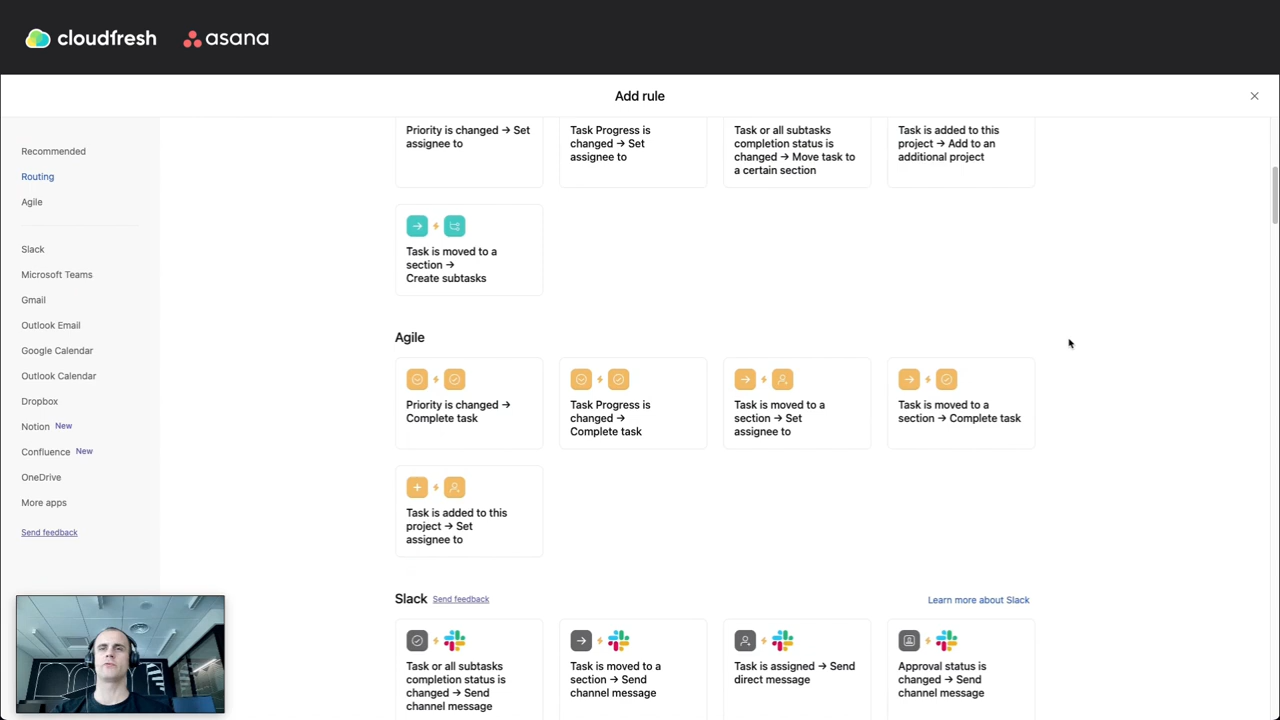 cloudfresh asana
Add rule
Recommended
Routing
Agile
Slack
Microsoft Teams
Gmail
Outlook Email
Google Calendar
Outlook Calendar
Dropbox
Notion New
Confluence New
OneDrive
More apps
Send feedback
Priority is changed → Set
assignee to
Task Progress is
changed → Set
assignee to
Task or all subtasks
completion status is
changed → Move task to
a certain section
Task is added to this
project → Add to an
additional project
Task is moved to a
section →
Create subtasks
Agile
Priority is changed →
Complete task
Task Progress is
changed →
Complete task
Task is moved to a
section → Set
assignee to
Task is moved to a
section → Complete task
Task is added to this
project → Set
assignee to
Slack Send feedback
Learn more about Slack
Task or all subtasks
completion status is
changed → Send
channel message
Task is moved to a
section → Send
channel message
Task is assigned → Send
direct message
Approval status is
changed → Send
channel message